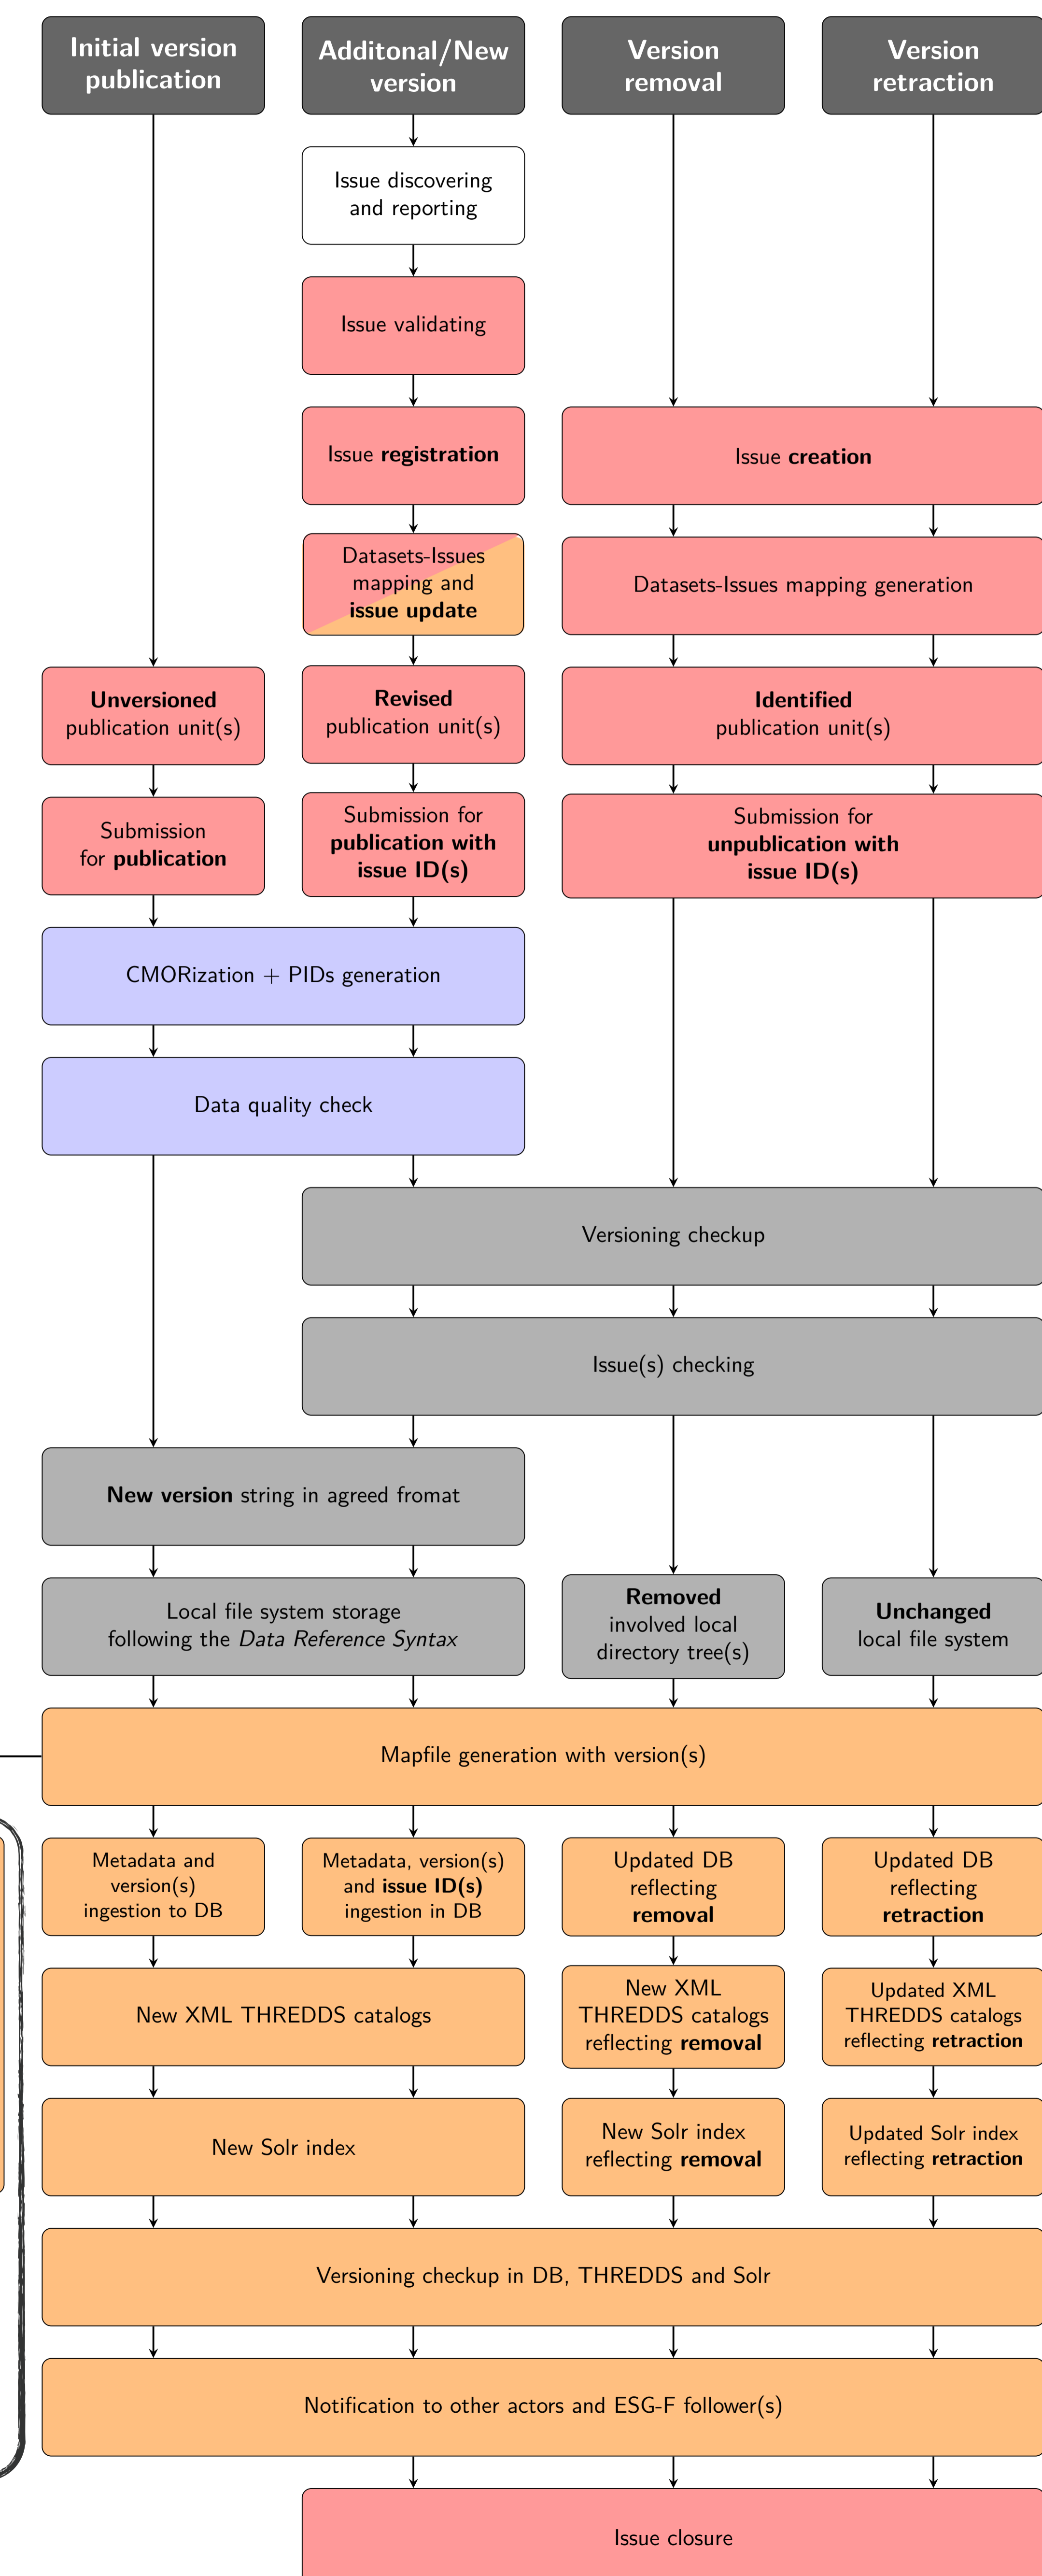 Initial version
publication
Additonal/New
version
Version
removal
Version
retraction
Issue discovering
and reporting
Issue validating
Issue registration
Issue creation
Datasets-Issues
mapping and
issue update
Datasets-Issues mapping generation
Unversioned
publication unit(s)
Revised
publication unit(s)
Identified
publication unit(s)
Submission
for publication
Submission for
publication with
issue ID(s)
Submission for
unpublication with
issue ID(s)
CMORization + PIDs generation
Data quality check
Versioning checkup
Issue(s) checking
New version string in agreed fromat
Local file system storage
following the Data Reference Syntax
Removed
involved local
directory tree(s)
Unchanged
local file system
Mapfile generation with version(s)
Metadata and
version(s)
ingestion to DB
Metadata, version(s)
and issue ID(s)
ingestion in DB
Updated DB
reflecting
removal
Updated DB
reflecting
retraction
New XML THREDDS catalogs
New XML
THREDDS catalogs
reflecting removal
Updated XML
THREDDS catalogs
reflecting retraction
New Solr index
New Solr index
reflecting removal
Updated Solr index
reflecting retraction
Versioning checkup in DB, THREDDS and Solr
Notification to other actors and ESG-F follower(s)
Issue closure